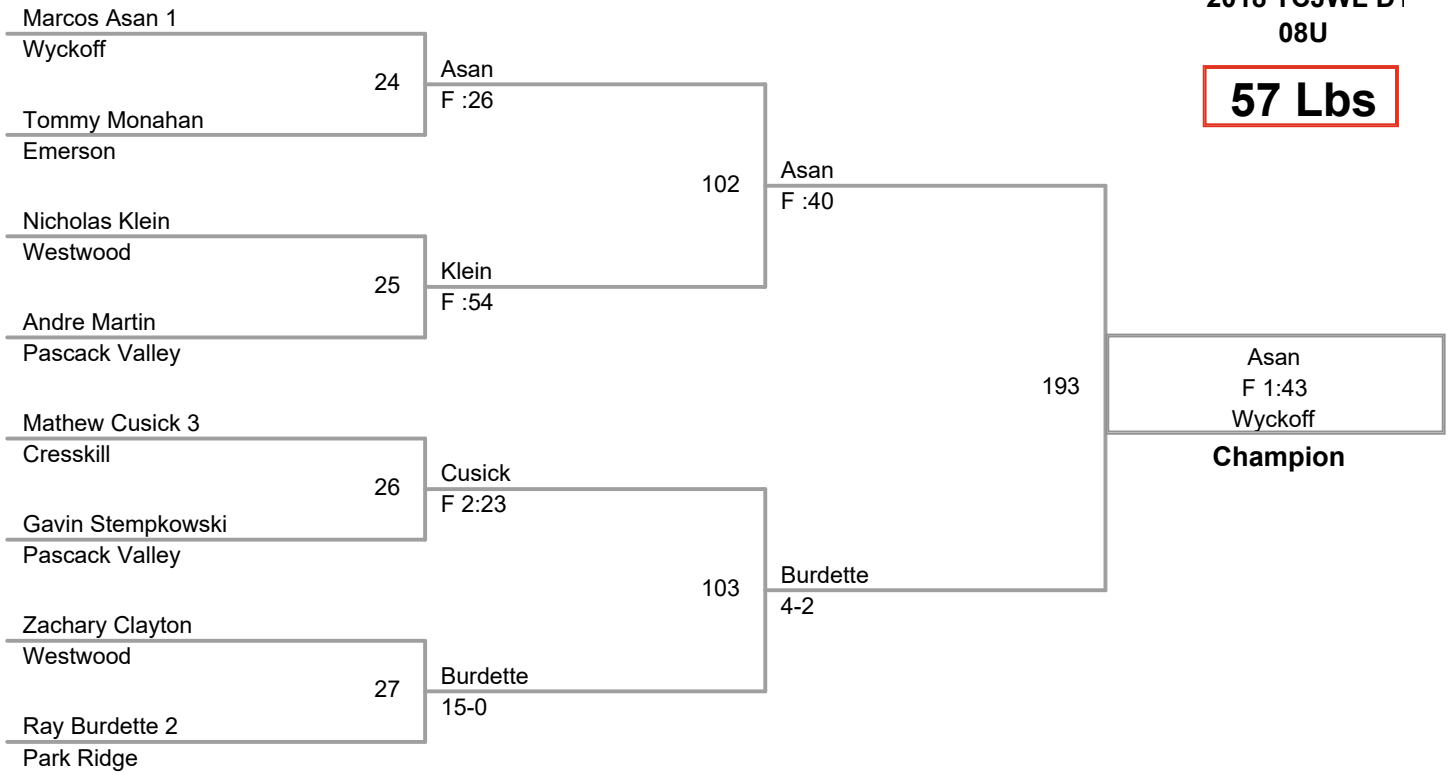 Marcos Asan 1
Wyckoff
24
Tommy Monahan
Emerson
Asan
F :26
Nicholas Klein
Westwood
25
Andre Martin
Pascack Valley
Klein
F :54
102
Asan
F :40
Mathew Cusick 3
Cresskill
26
Gavin Stempkowski
Pascack Valley
Cusick
F 2:23
Zachary Clayton
Westwood
27
Ray Burdette 2
Park Ridge
Burdette
15-0
103
Burdette
4-2
193
Asan
F 1:43
Wyckoff
Champion
2018
08U
57 Lbs